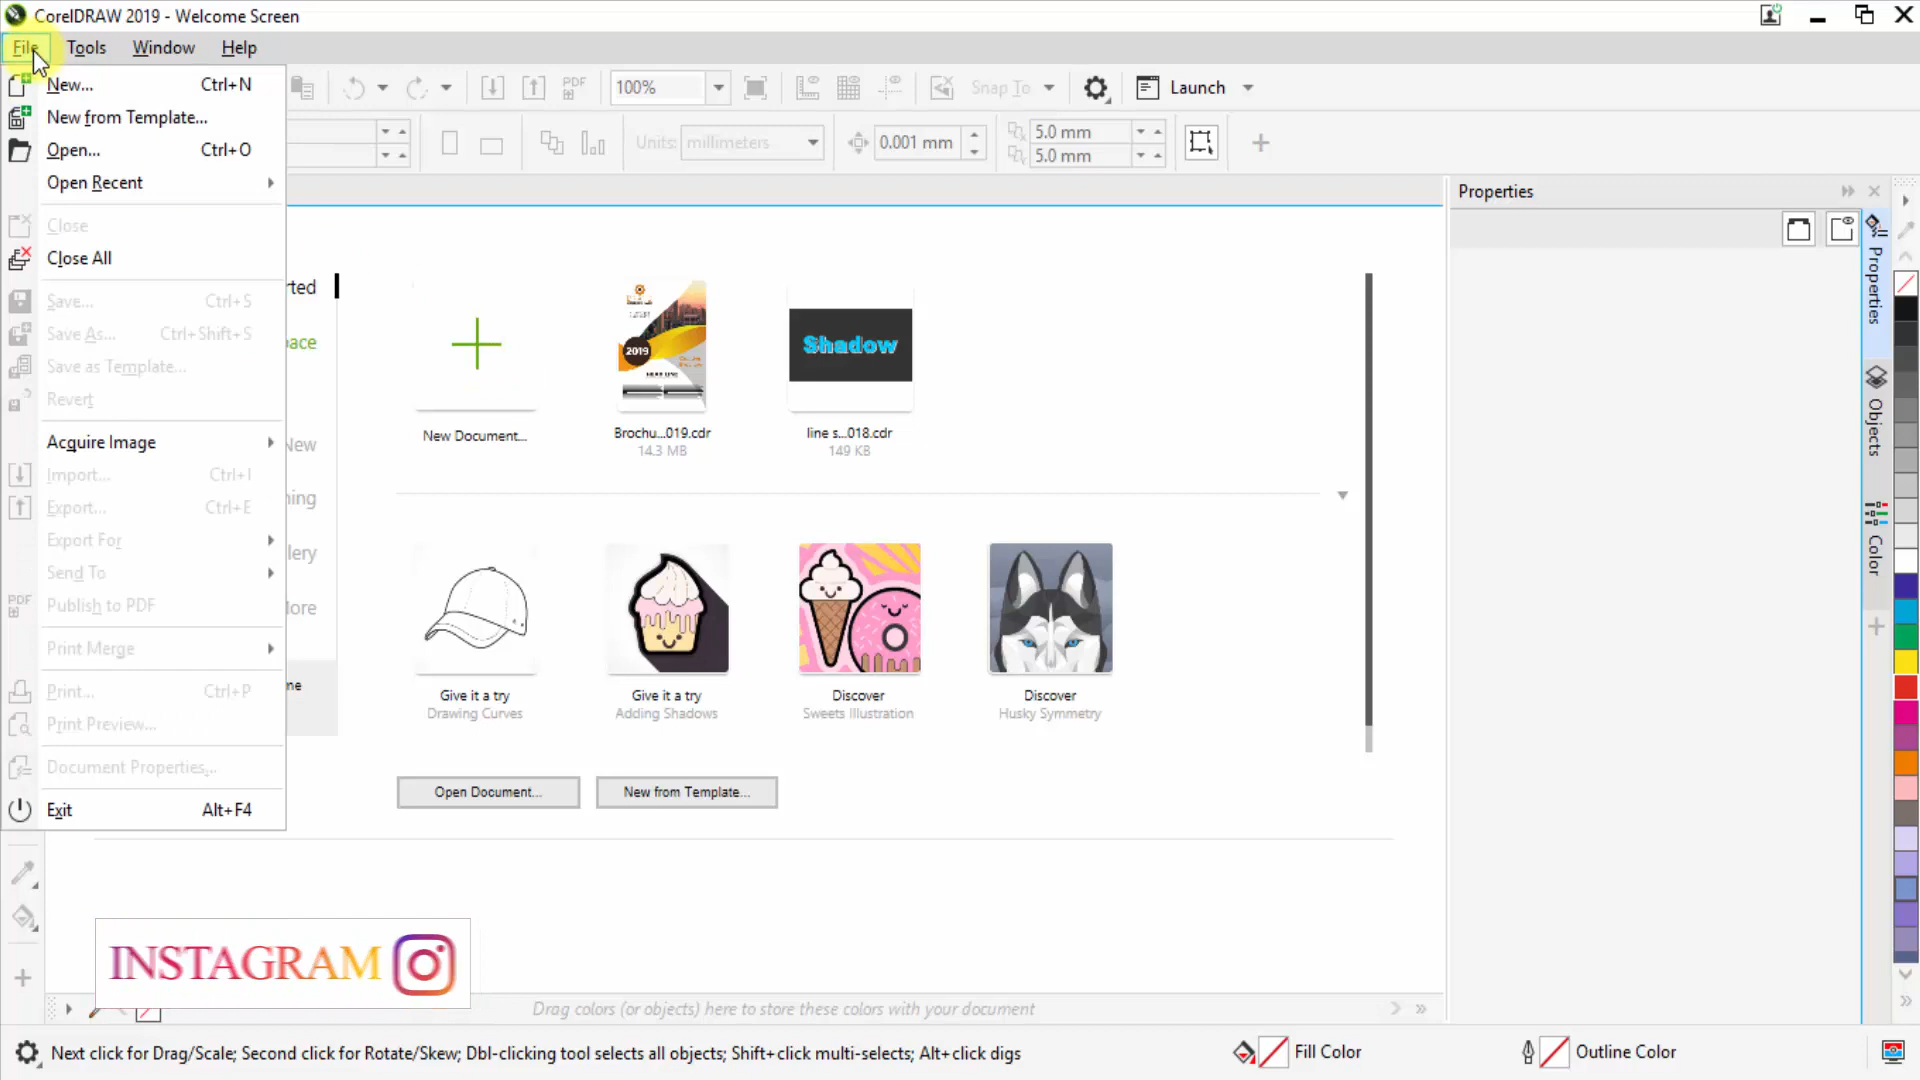 CorelDRAW 2019 - Welcome Screen
File Tools Window Help
New... Ctrl+N
New from Template...
Open... Ctrl+O
Open Recent
Close
Close All
Save... Ctrl+S
Save As... Ctrl+Shift+S
Save as Template...
Revert
Acquire Image
Import... Ctrl+I
Export... Ctrl+E
Export For
Send To
Publish to PDF
Print Merge
Print... Ctrl+P
Print Preview...
Document Properties...
Exit Alt+F4
PDF
PDF
100%
Snap To
Launch
Units: millimeters
0.001 mm
5.0 mm
5.0 mm
rted
ace
New
ning
lery
lore
me
2019
HEAD LINE
Shadow
New Document...
Brochu...019.cdr
14.3 MB
line s...018.cdr
149 KB
Give it a try
Drawing Curves
Give it a try
Adding Shadows
Discover
Sweets Illustration
Discover
Husky Symmetry
Open Document...
New from Template...
Properties
Properties
Objects
Color
INSTAGRAM
Drag colors (or objects) here to store these colors with your document
Next click for Drag/Scale; Second click for Rotate/Skew; Dbl-clicking tool selects all objects; Shift+click multi-selects; Alt+click digs
Fill Color
Outline Color